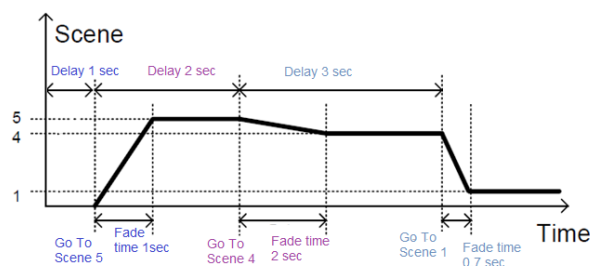 Scene
Delay 1 sec
Delay 2 sec
Delay 3 sec
5
4
1
Time
Go To
Scene 5
Fade
time 1sec
Go To
Scene 4
Fade time
2 sec
Go To
Scene 1
Fade time
0.7 sec